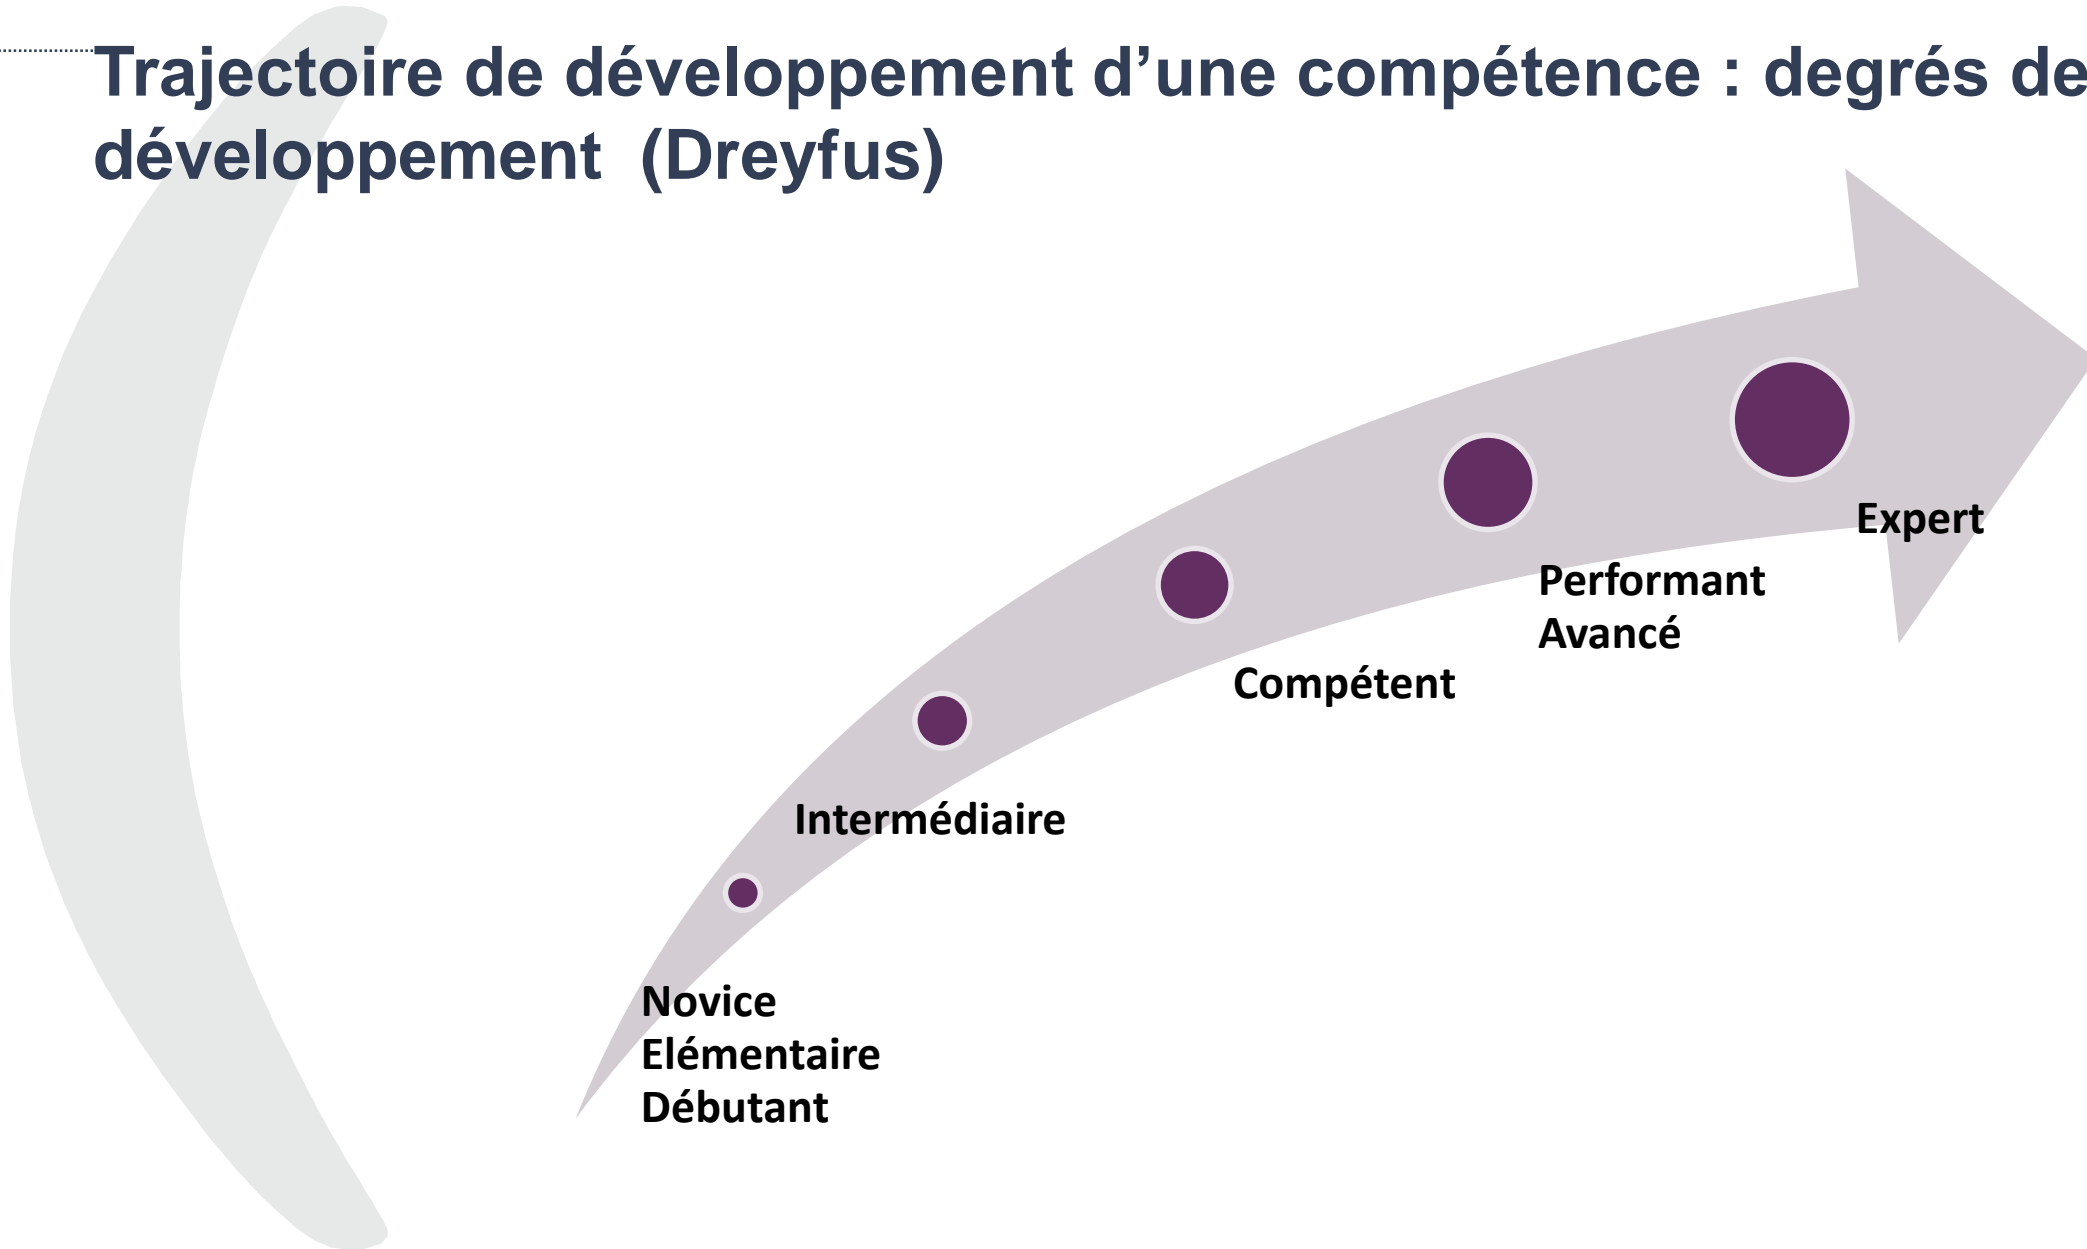 Trajectoire de développement d’une compétence : degrés de
développement  (Dreyfus)
Expert
Performant
Avancé
Compétent
Intermédiaire
Novice
Elémentaire
Débutant